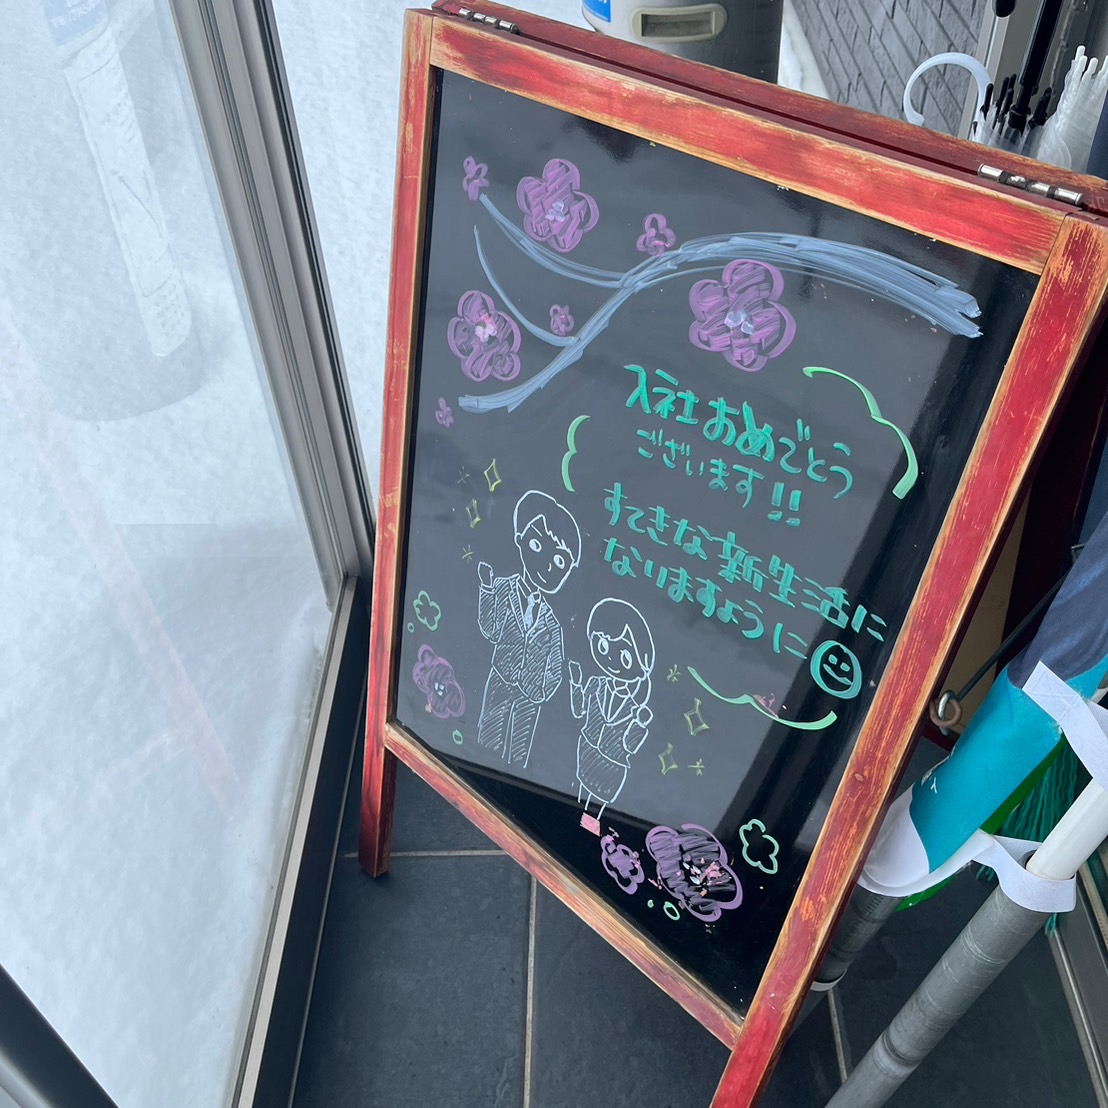 入社おめでとう
ございます!!
すてきな新生活に
なりますように